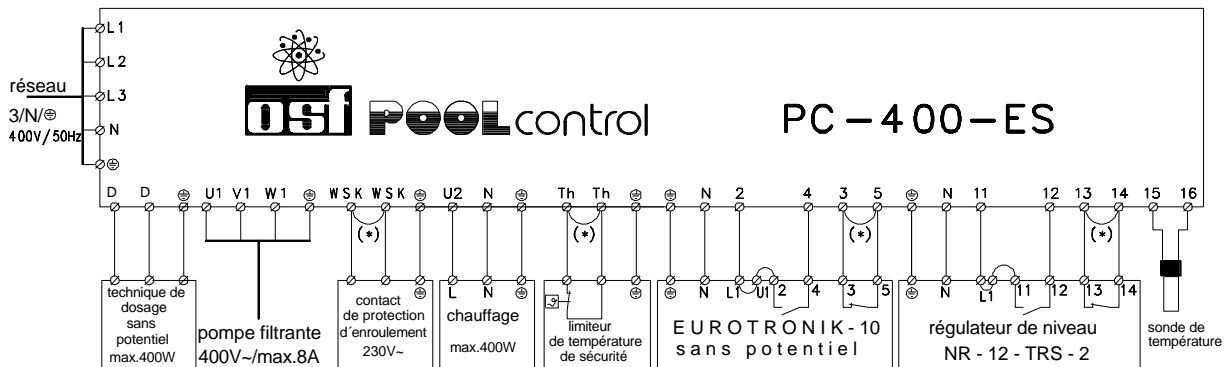 L1
L2
réseau
L3
3/N/
400V/50Hz
N
osf POOL control
PC-400-ES
D D U1 V1 W1 WSK WSK U2 N Th Th N 2 4 3 5 N 11 12 13 14 15 16
(*) (*) (*) (*)
L N N L1 U1 2 4 3 5 N L1 11 12 13 14
technique de
dosage
sans
potentiel
max.400W
pompe filtrante
400V~/max.8A
contact
de protection
d´enroulement
230V~
chauffage
max.400W
limiteur
de température
de sécurité
EUROTRONIK-10
sans potentiel
régulateur de niveau
NR - 12 - TRS - 2
sonde de
température